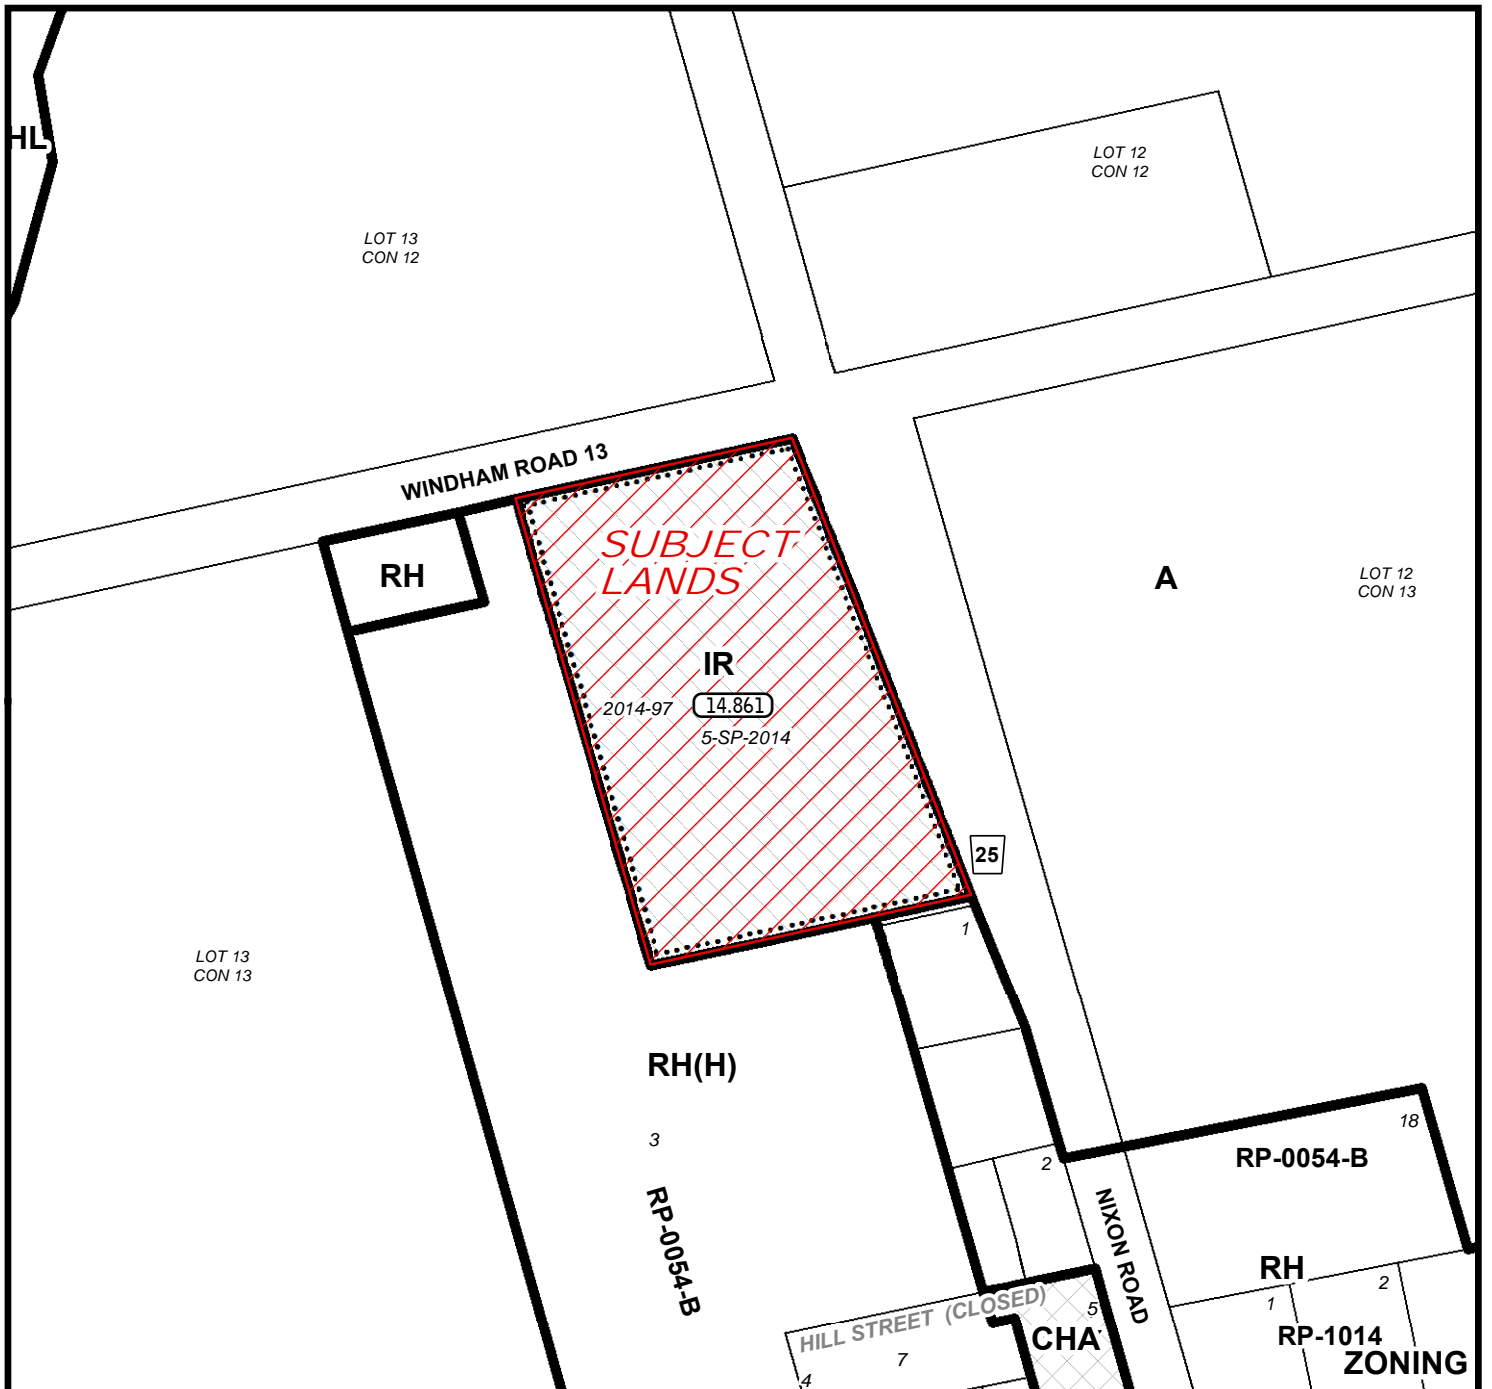 HL
LOT 12
CON 12
LOT 13
CON 12
WINDHAM ROAD 13
SUBJECT
LANDS
RH
A
LOT 12
CON 13
IR
2014-97
14.861
5-SP-2014
25
1
LOT 13
CON 13
RH(H)
3
2
18
RP-0054-B
RP-0054-B
NIXON ROAD
RH
HILL STREET (CLOSED)
5
1
2
CHA
RP-1014
7
4
ZONING